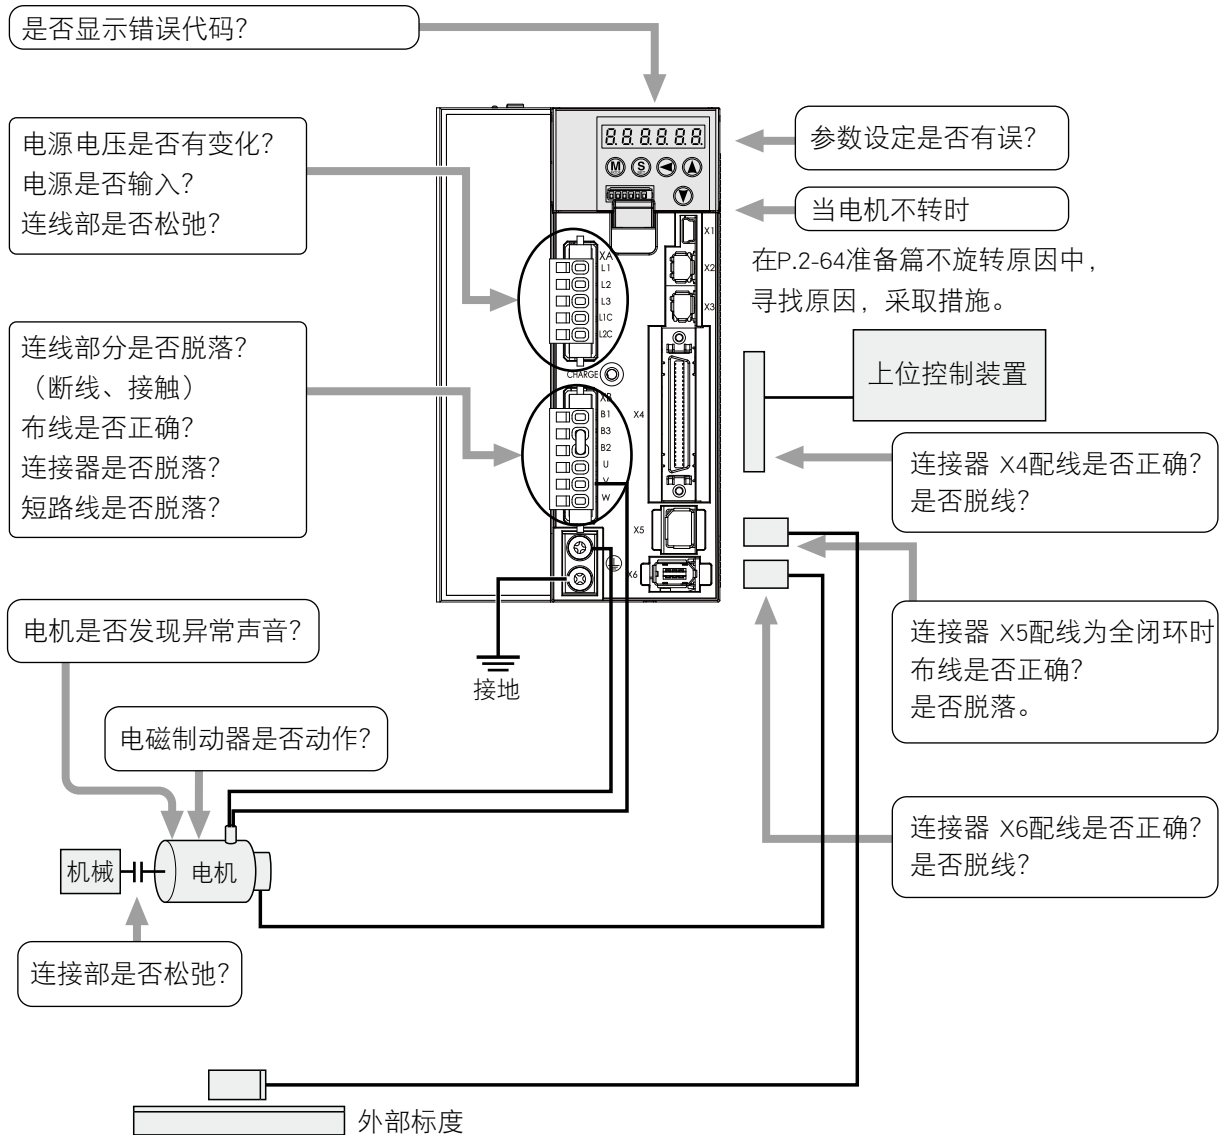 是否显示错误代码?
电源电压是否有变化?
电源是否输入?
连线部是否松弛?
8.8.8.8.8.8.
M S
参数设定是否有误?
当电机不转时
在P.2-64准备篇不旋转原因中,
寻找原因，采取措施。
X1
X2
X3
XA
L1
L2
L3
L1C
L2C
CHARGE
连线部分是否脱落?
（断线、接触）
布线是否正确?
连接器是否脱落?
短路线是否脱落?
XB
B1
B3
B2
U
V
W
X4
X5
X6
上位控制装置
连接器 X4配线是否正确?
是否脱线?
连接器 X5配线为全闭环时
布线是否正确?
是否脱落。
连接器 X6配线是否正确?
是否脱线?
接地
电机是否发现异常声音?
电磁制动器是否动作?
机械
电机
连接部是否松弛?
外部标度